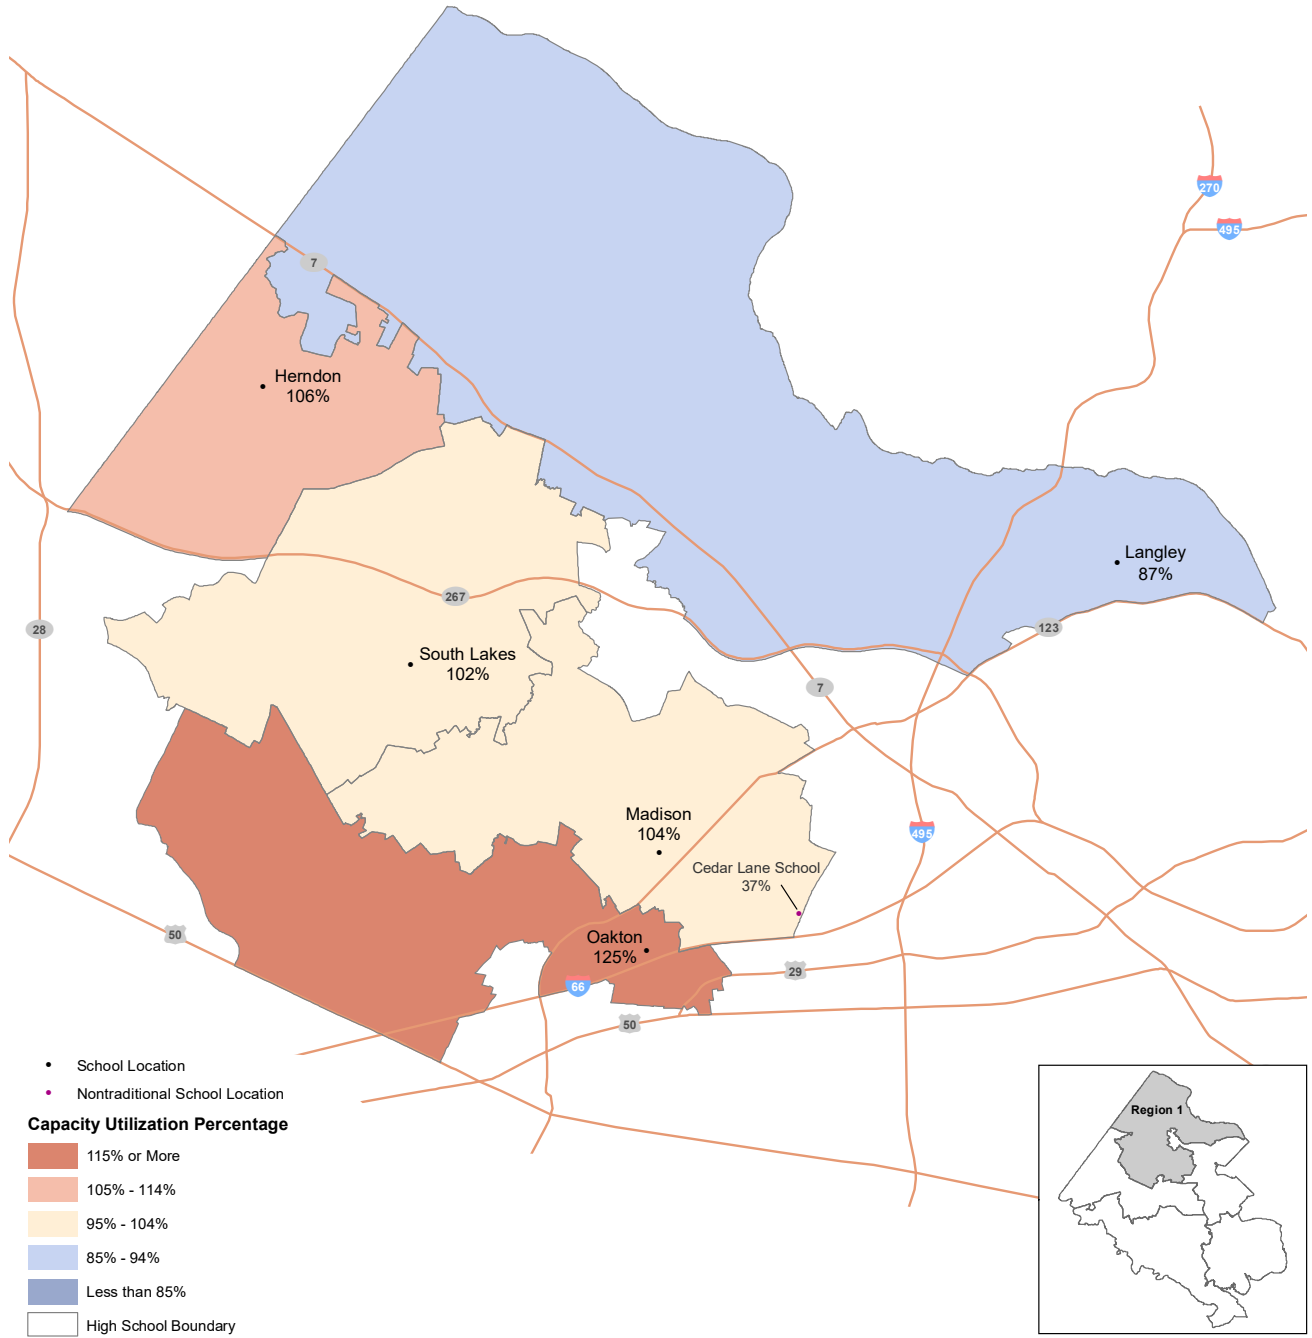 270
495
7
Herndon
106%
Langley
87%
267
123
28
South Lakes
102%
7
Madison
104%
495
Cedar Lane School
37%
50
Oakton
125%
29
66
50
School Location
Nontraditional School Location
Capacity Utilization Percentage
115% or More
105% - 114%
95% - 104%
85% - 94%
Less than 85%
High School Boundary
Region 1